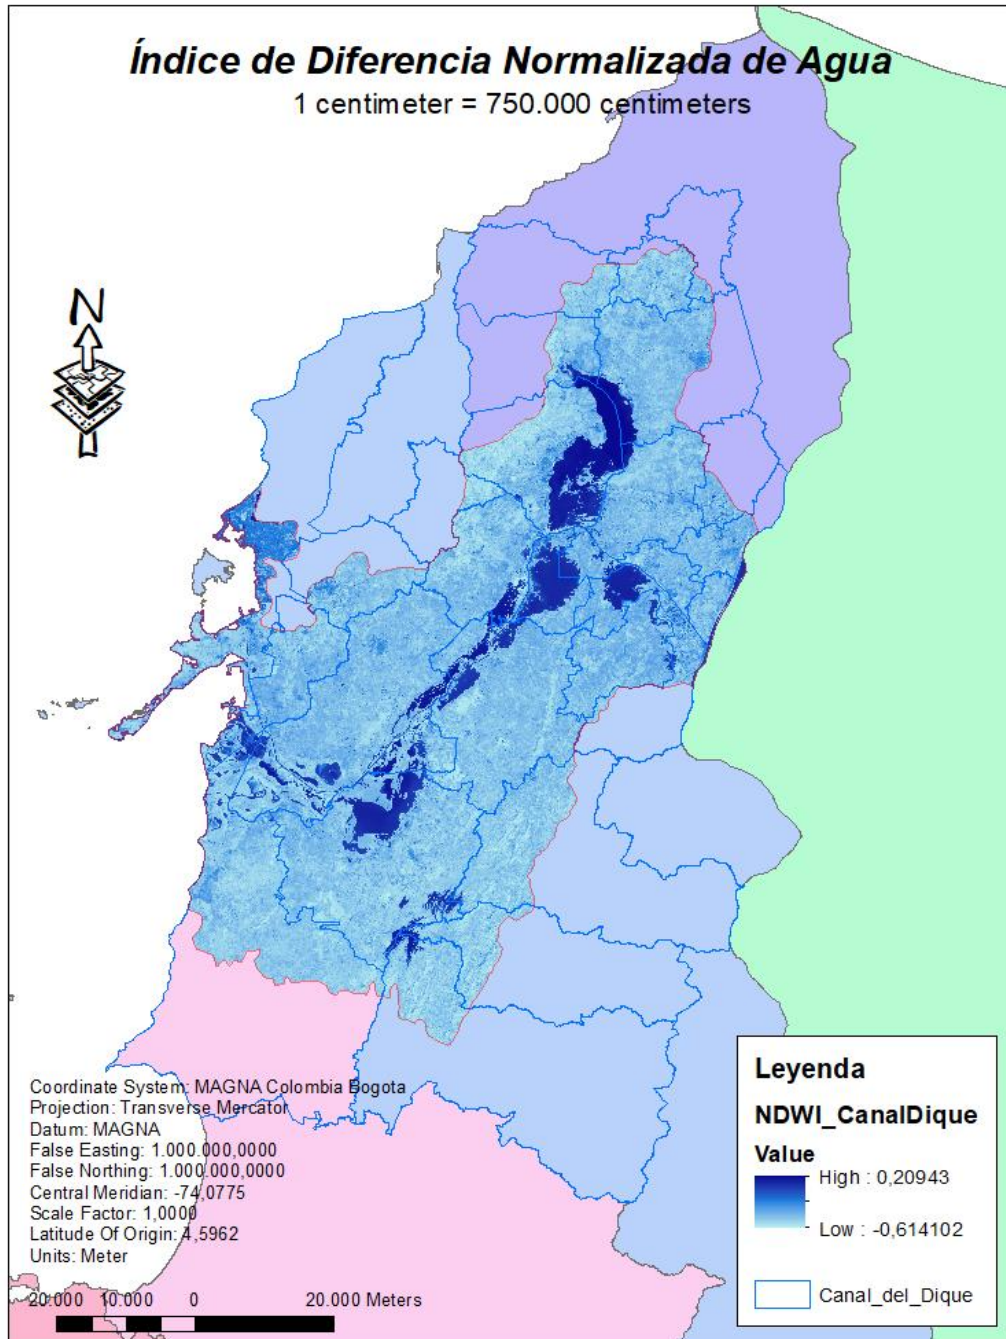 Índice de Diferencia Normalizada de Agua
1 centimeter = 750.000 centimeters
N
Coordinate System: MAGNA Colombia Bogota
Projection: Transverse Mercator
Datum: MAGNA
False Easting: 1.000.000,0000
False Northing: 1.000.000,0000
Central Meridian: -74,0775
Scale Factor: 1,0000
Latitude Of Origin: 4,5962
Units: Meter
20.000 10.000 0 20.000 Meters
Leyenda
NDWI_CanalDique
Value
High : 0,20943
Low : -0,614102
Canal_del_Dique